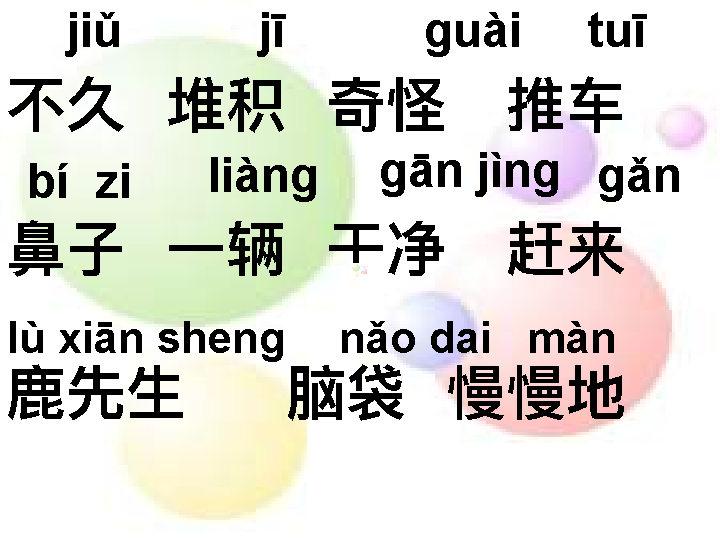 jiǔ jī guài tuī
不久 堆积 奇怪 推车
bí zi liàng gān jìng gǎn
鼻子 一辆 干净 赶来
lù xiān sheng nǎo dai màn
鹿先生 脑袋 慢慢地